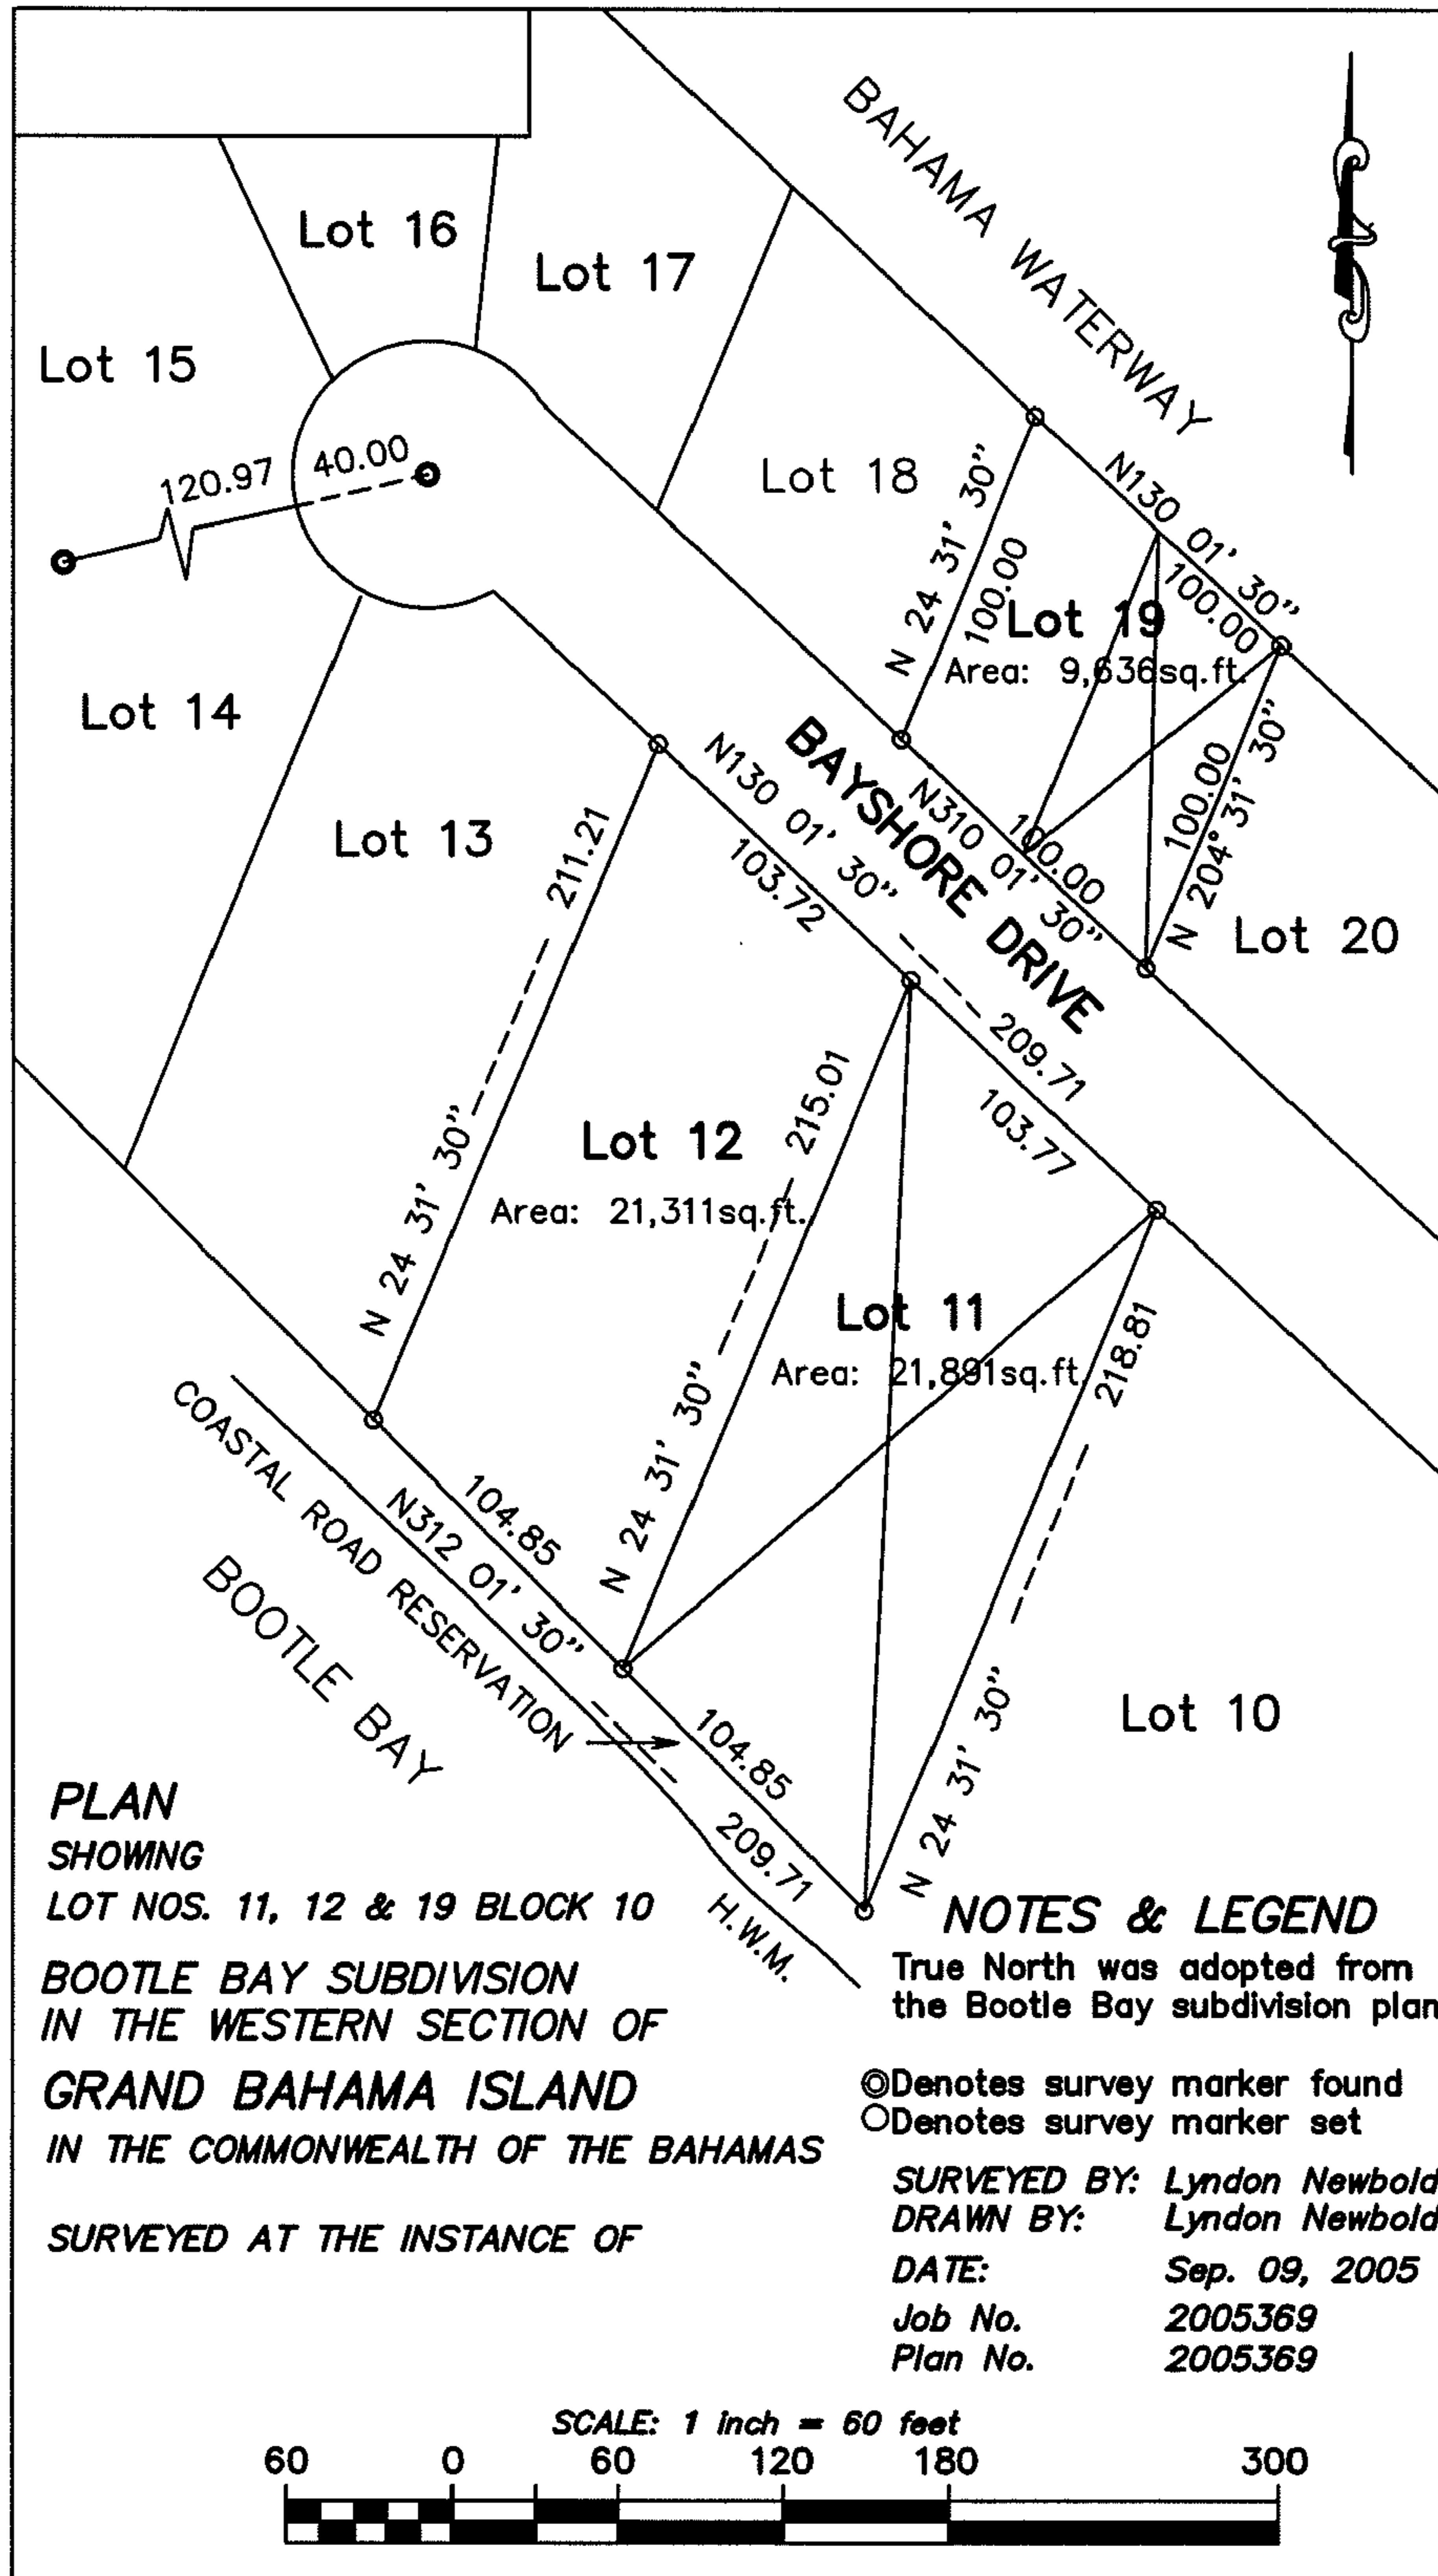 BAHAMA WATERWAY
Lot 16
Lot 17
Lot 15
120.97
40.00
Lot 18
N 24 31' 30"
100.00
N130 01' 30"
100.00
Lot 19
Area: 9,636sq.ft.
Lot 14
Lot 13
211.21
N 24 31' 30"
N130 01' 30"
103.72
BAYSHORE DRIVE
N310 01' 30"
100.00
100.00
N 204° 31' 30"
Lot 20
209.71
103.77
Lot 12
Area: 21,311sq.ft.
215.01
N 24 31' 30"
Lot 11
Area: 21,891sq.ft.
218.81
N 24 31' 30"
Lot 10
COASTAL ROAD RESERVATION
N312 01' 30"
104.85
104.85
209.71
BOOTLE BAY
H.W.M.
PLAN
SHOWING
LOT NOS. 11, 12 & 19 BLOCK 10
BOOTLE BAY SUBDIVISION
IN THE WESTERN SECTION OF
GRAND BAHAMA ISLAND
IN THE COMMONWEALTH OF THE BAHAMAS
SURVEYED AT THE INSTANCE OF
NOTES & LEGEND
True North was adopted from
the Bootle Bay subdivision plan
Denotes survey marker found
Denotes survey marker set
SURVEYED BY: Lyndon Newbold
DRAWN BY: Lyndon Newbold
DATE: Sep. 09, 2005
Job No. 2005369
Plan No. 2005369
SCALE: 1 inch = 60 feet
60 0 60 120 180 300